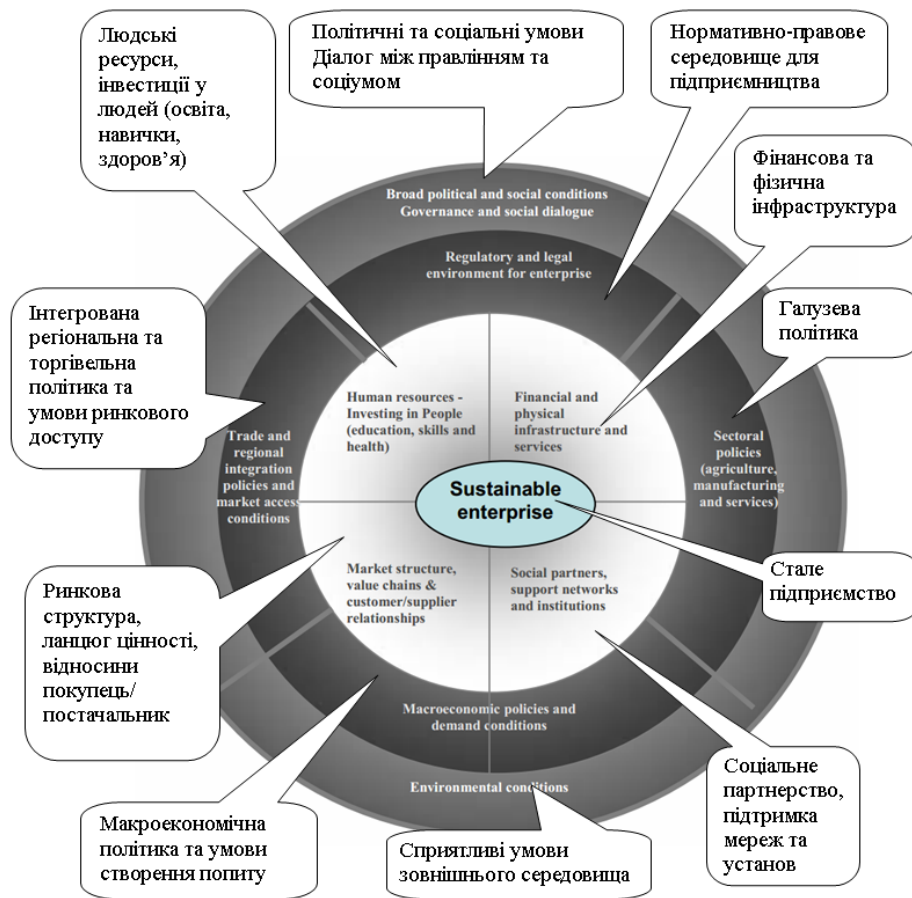 Людські
ресурси,
інвестиції у
людей (освіта,
навички,
здоров’я)
Політичні та соціальні умови
Діалог між правлінням та
соціумом
Нормативно-правове
середовище для
підприємництва
Фінансова та
фізична
інфраструктура
Broad political and social conditions
Governance and social dialogue
Regulatory and legal
environment for enterprise
Інтегрована
регіональна та
торгівельна
політика та
умови ринкового
доступу
Галузева
політика
Human resources -
Investing in People
(education, skills and
health)
Financial and
physical
infrastructure and
services
Trade and
regional
integration
policies and
market access
conditions
Sectoral
policies
(agriculture,
manufacturing
and services)
Sustainable
enterprise
Market structure,
value chains &
customer/supplier
relationships
Social partners,
support networks
and institutions
Стале
підприємство
Ринкова
структура,
ланцюг цінності,
відносини
покупець/
постачальник
Macroeconomic policies and
demand conditions
Environmental conditions
Соціальне
партнерство,
підтримка
мереж та
установ
Макроекономічна
політика та умови
створення попиту
Сприятливі умови
зовнішнього середовища